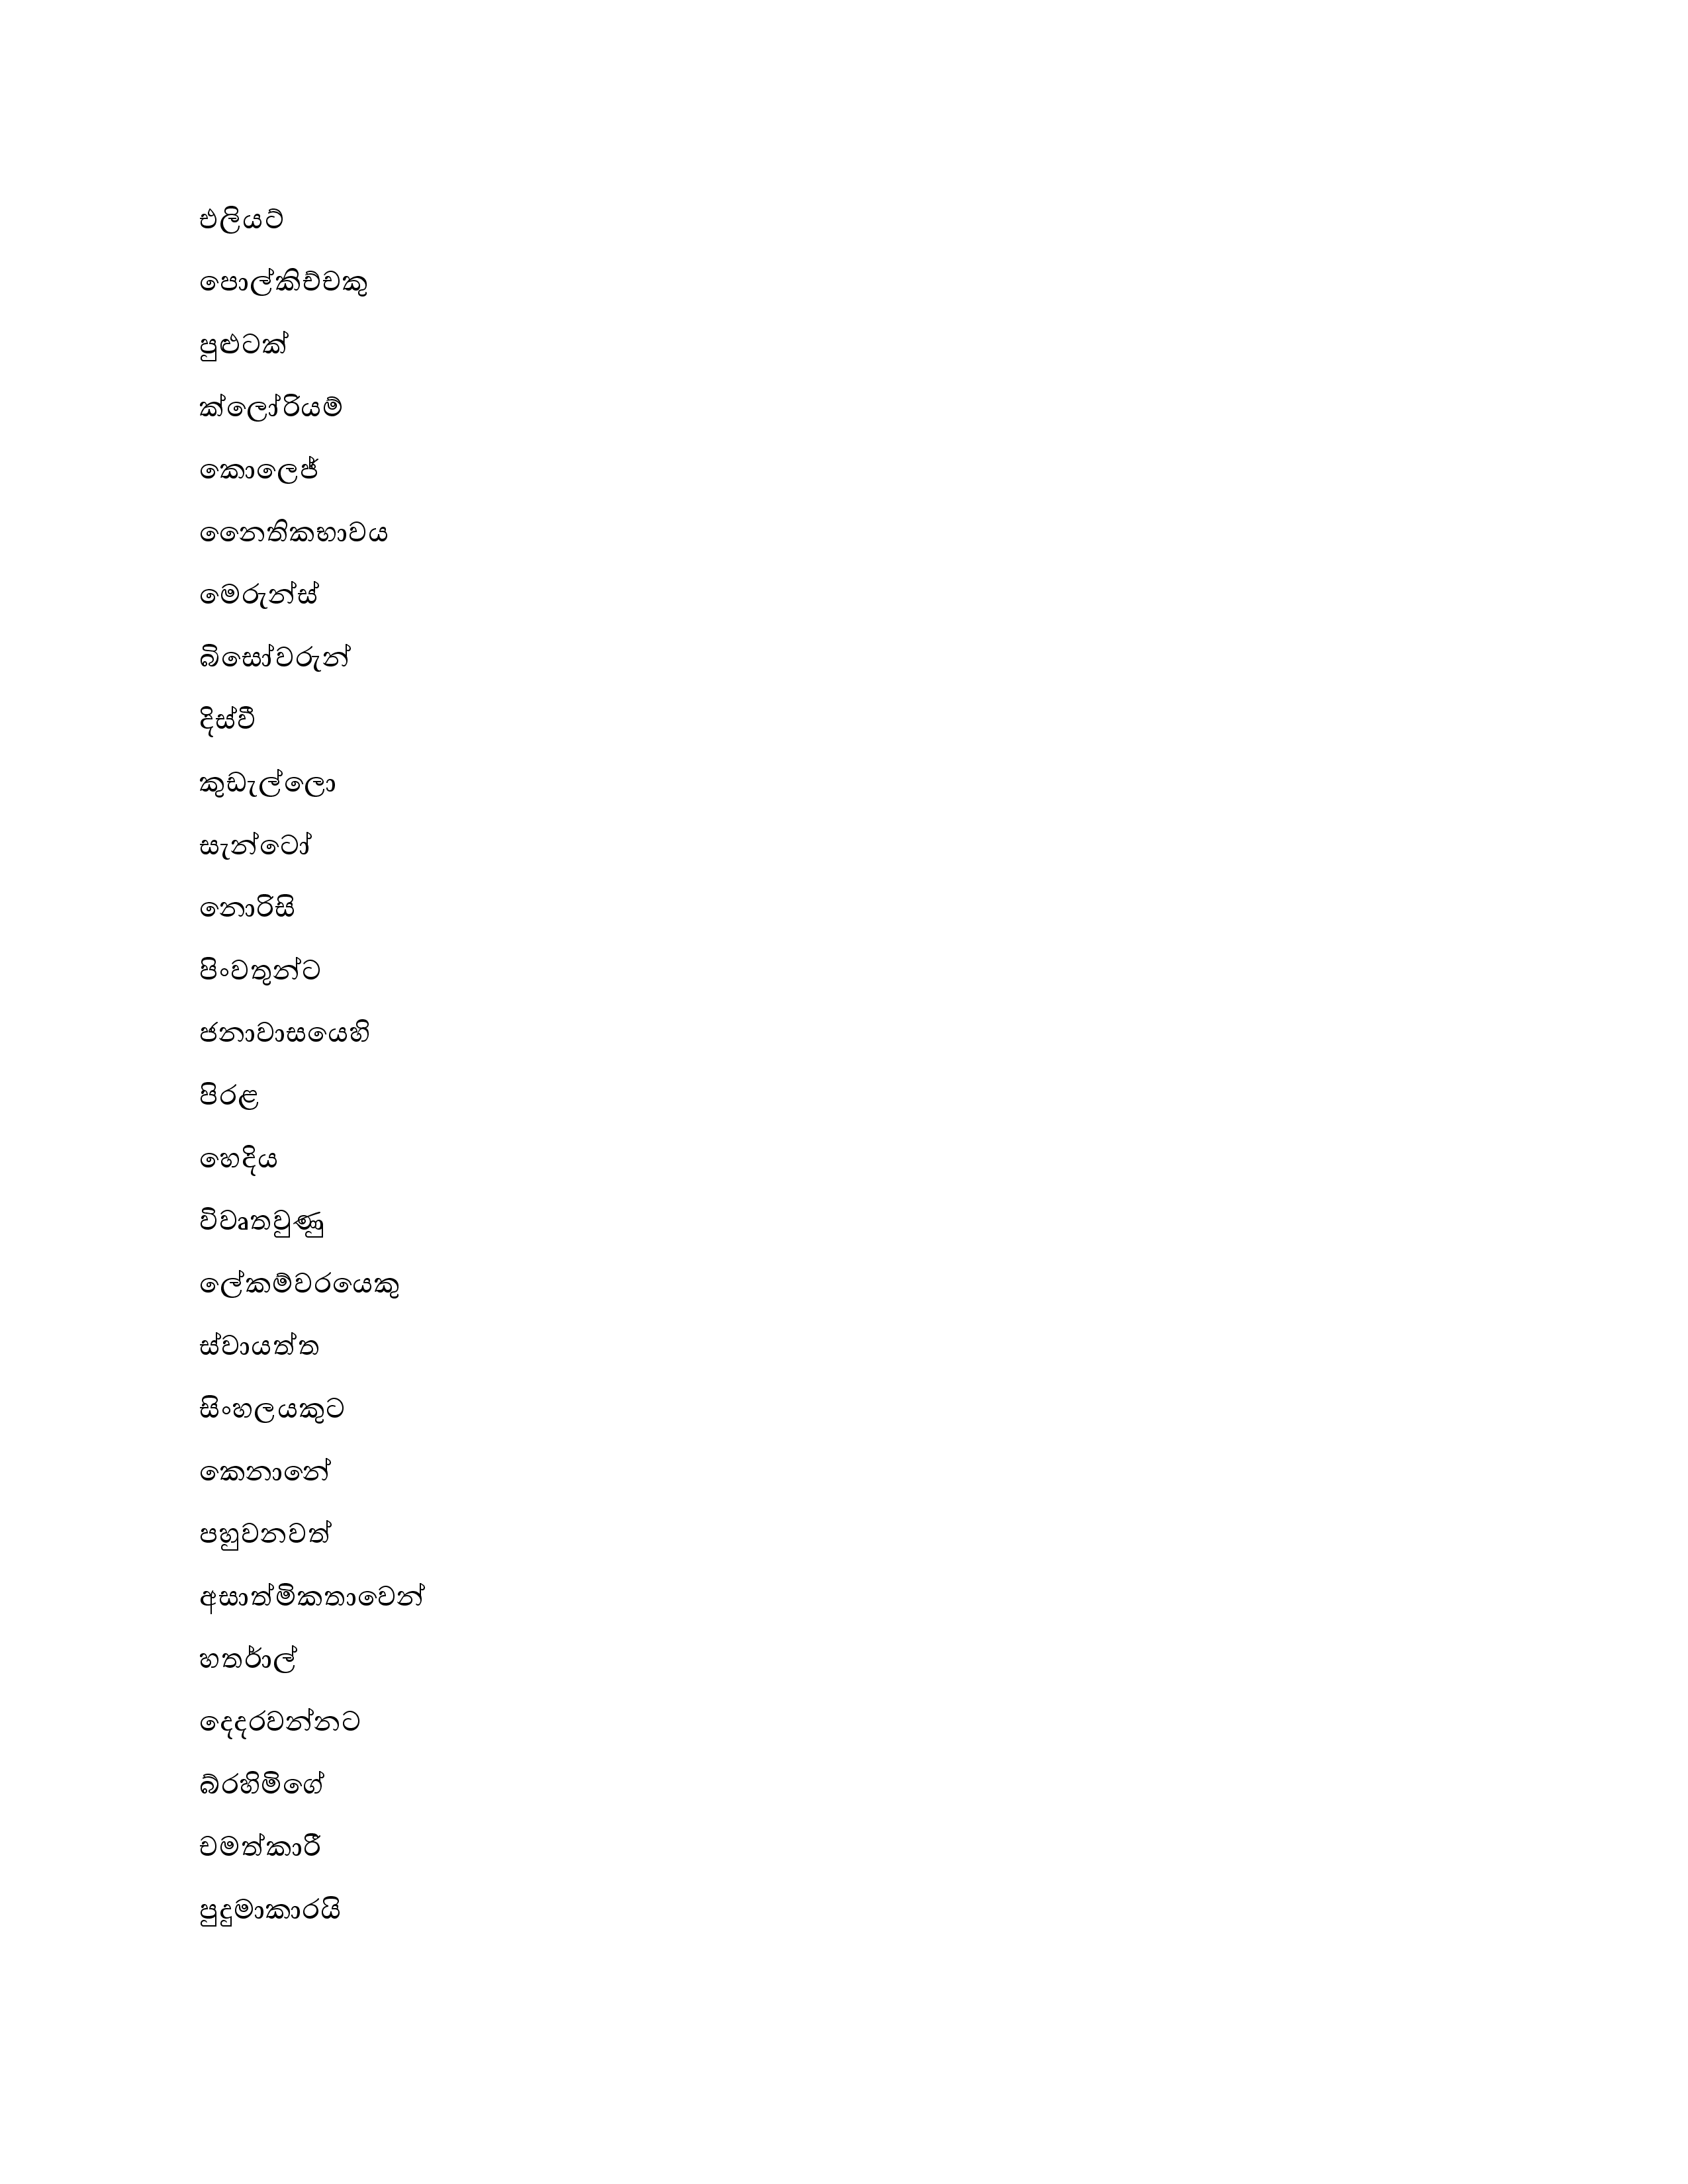 එලියට්
පොල්කිච්චකු
පුළුටක්
ක්ලෝරියම්
කොලෙජ්
නෛතිකභාවය
මෙරුන්ස්
බිසෝවරුන්
දිස්වී
කුඩැල්ලො
සැන්ටෝ
නොරිසි
පිංවතුන්ට
ජනාවාසයෙහි
පිරළ
හෙදිය
විවෘතවුණු
ලේකම්වරයෙකු
ස්වායත්ත
සිංහලයකුට
කෙනානේ
පහුවනවත්
අසාත්මිකතාවෙන්
හර්තාල්
දෙදරවන්නට
බ්රහිමිගේ
චමත්කාරී
පුදුමාකාරයි